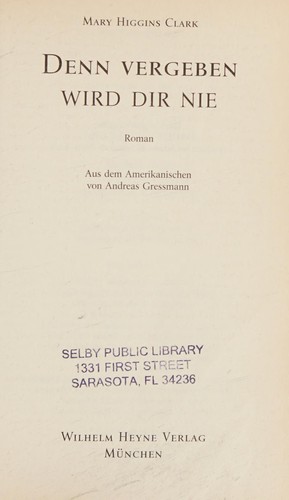 MARY HIGGINS CLARK
DENN VERGEBEN
WIRD DIR NIE
Roman
Aus dem Amerikanischen
von Andreas Gressmann
SELBY PUBLIC LIBRARY
1331 FIRST STREET
SARASOTA, FL 34236
WILHELM HEYNE VERLAG
MÜNCHEN